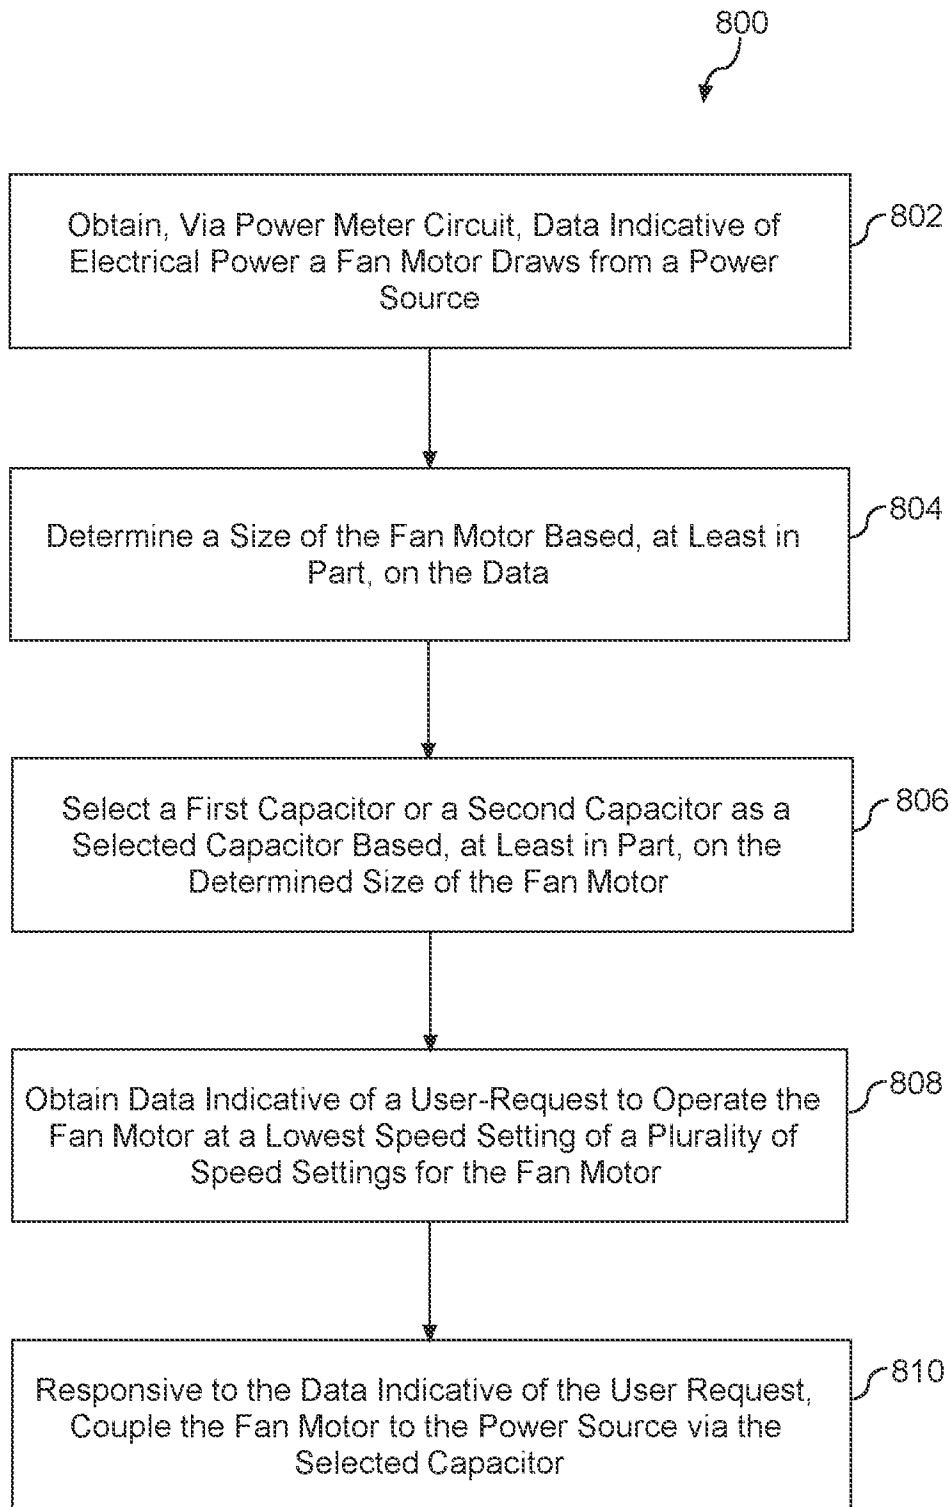 800
Obtain, Via Power Meter Circuit, Data Indicative of
Electrical Power a Fan Motor Draws from a Power
Source
802
Determine a Size of the Fan Motor Based, at Least in
Part, on the Data
804
Select a First Capacitor or a Second Capacitor as a
Selected Capacitor Based, at Least in Part, on the
Determined Size of the Fan Motor
806
Obtain Data Indicative of a User-Request to Operate the
Fan Motor at a Lowest Speed Setting of a Plurality of
Speed Settings for the Fan Motor
808
Responsive to the Data Indicative of the User Request,
Couple the Fan Motor to the Power Source via the
Selected Capacitor
810